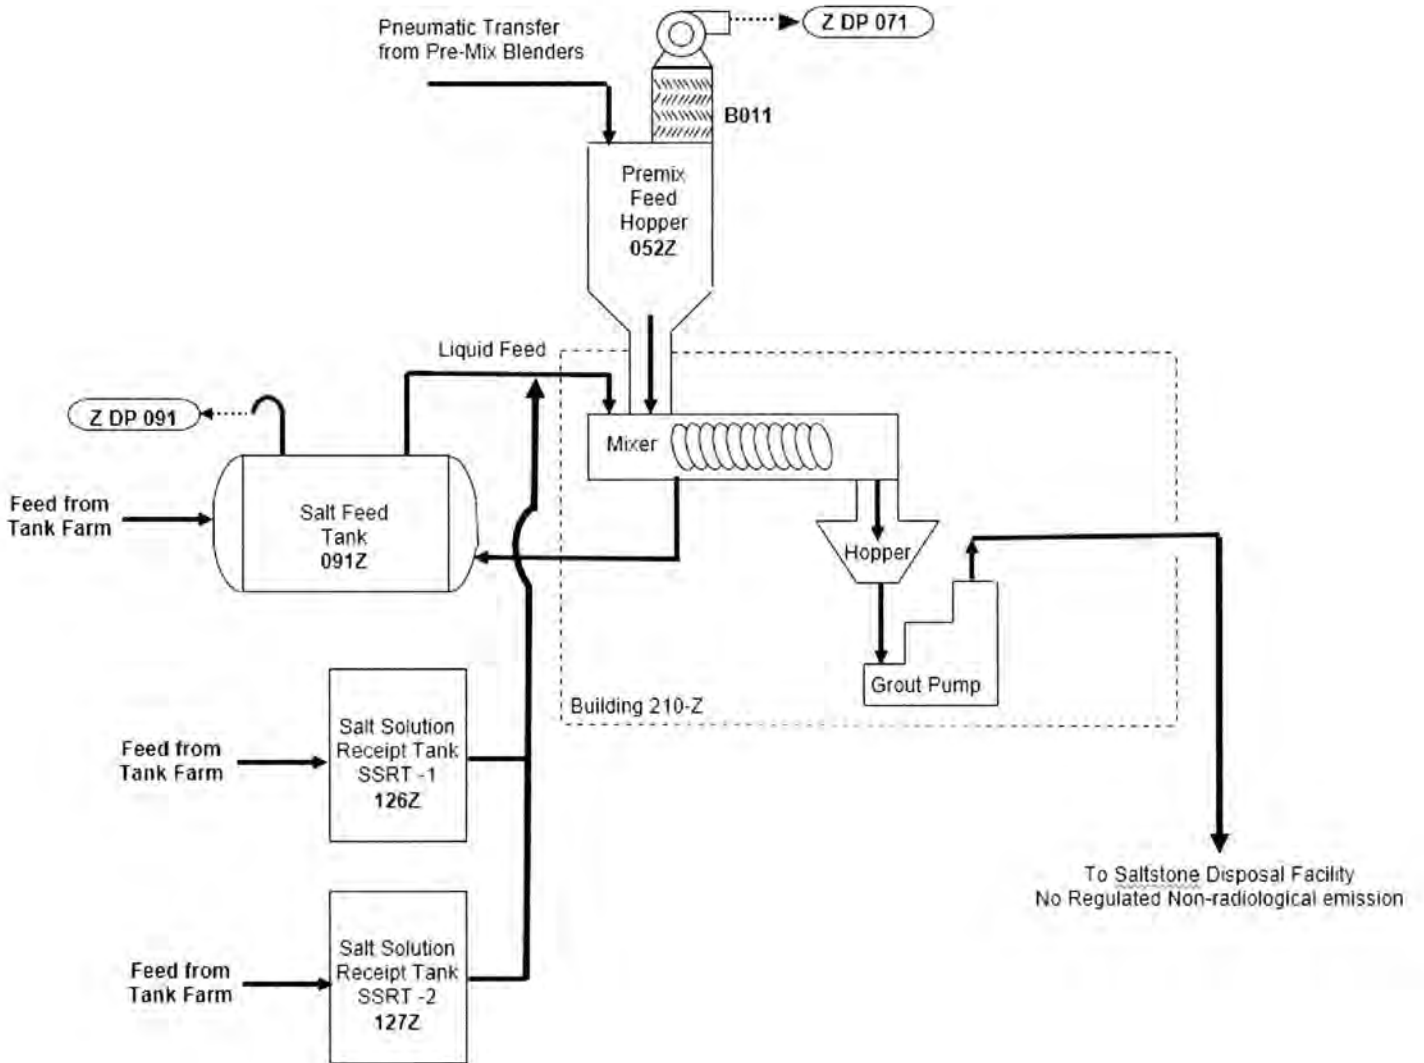 Pneumatic Transfer
from Pre-Mix Blenders
Z DP 071
B011
Premix
Feed
Hopper
052Z
Liquid Feed
Z DP 091
Mixer
Feed from
Tank Farm
Salt Feed
Tank
091Z
Hopper
Grout Pump
Building 210-Z
Feed from
Tank Farm
Salt Solution
Receipt Tank
SSRT -1
126Z
To Saltstone Disposal Facility
No Regulated Non-radiological emission
Feed from
Tank Farm
Salt Solution
Receipt Tank
SSRT -2
127Z